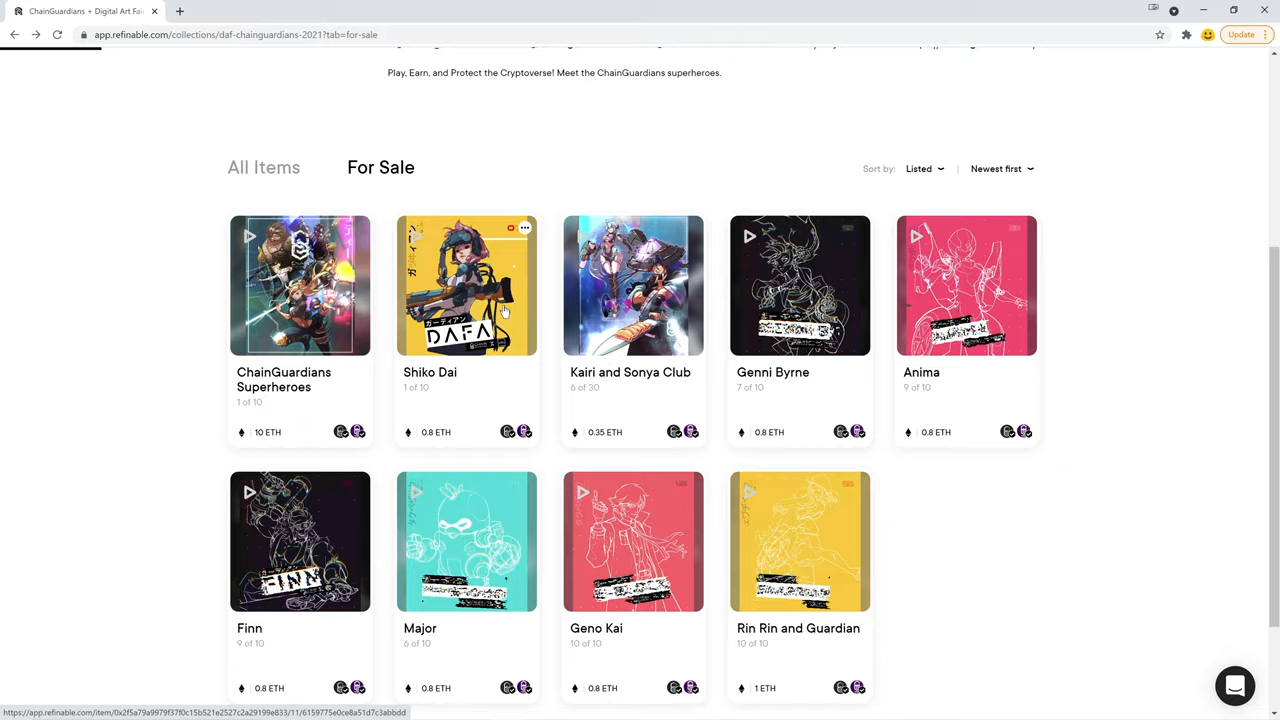 ChainGuardians + Digital Art Fai
app.refinable.com/collections/daf-chainguardians-2021?tab=for-sale
Update
Play, Earn, and Protect the Cryptoverse! Meet the ChainGuardians superheroes.
All Items
For Sale
Sort by:
Listed
Newest first
ガーディアン
DAFA
ChainGuardians
Superheroes
1 of 10
10 ETH
Shiko Dai
1 of 10
0.8 ETH
Kairi and Sonya Club
6 of 30
0.35 ETH
Genni Byrne
7 of 10
0.8 ETH
Anima
9 of 10
0.8 ETH
FINN
Finn
9 of 10
0.8 ETH
Major
6 of 10
0.8 ETH
Geno Kai
10 of 10
0.8 ETH
Rin Rin and Guardian
10 of 10
1 ETH
https://app.refinable.com/item/0x2f5a79a9979f37f0c15b521e2527c2a29199e833/11/6159775e0ce8a51d7c3abbdd